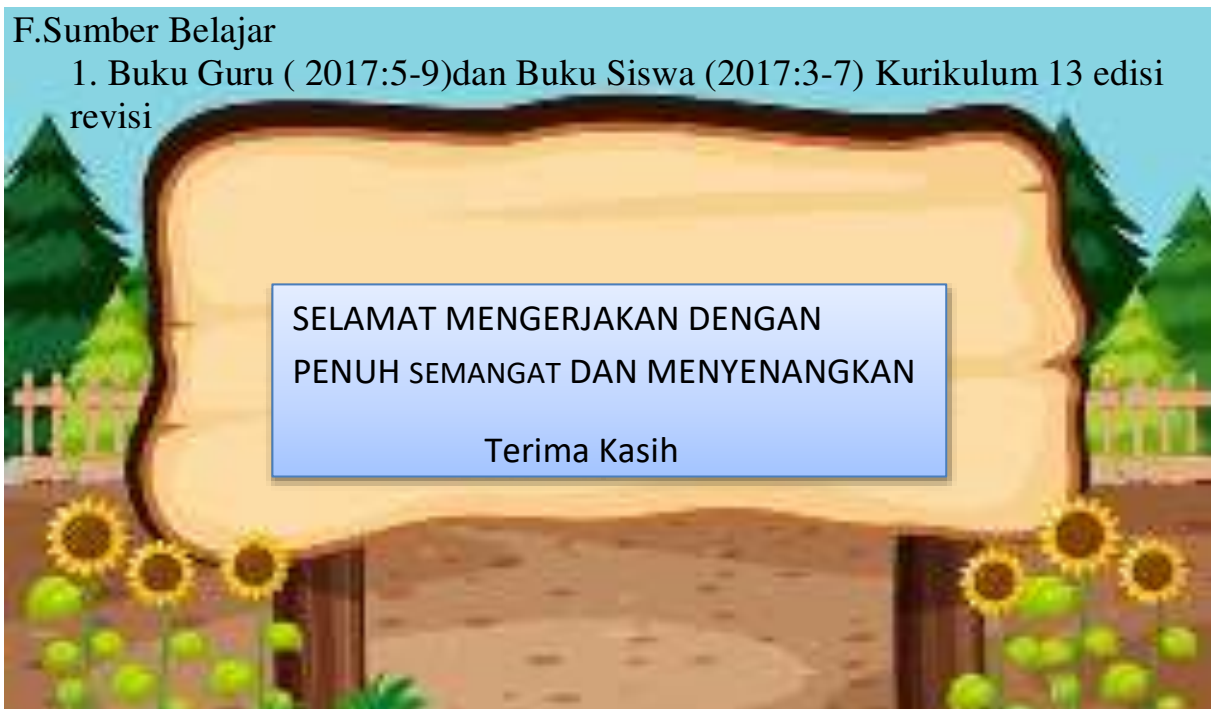 F.Sumber Belajar
1. Buku Guru ( 2017:5-9)dan Buku Siswa (2017:3-7) Kurikulum 13 edisi
revisi
SELAMAT MENGERJAKAN DENGAN
PENUH SEMANGAT DAN MENYENANGKAN
Terima Kasih